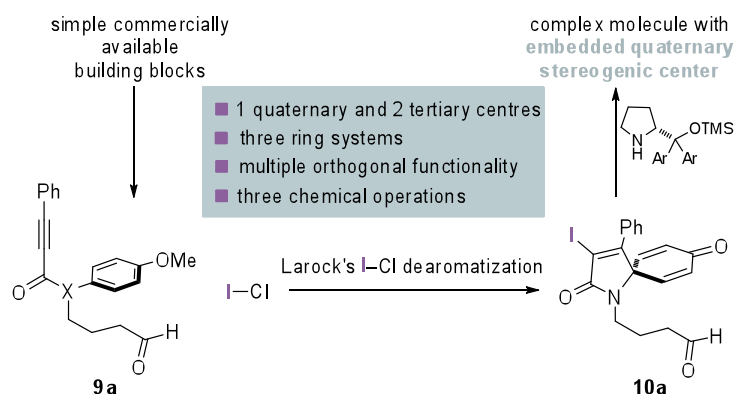 simple commercially
available
building blocks
complex molecule with
embedded quaternary
stereogenic center
1 quaternary and 2 tertiary centres
three ring systems
multiple orthogonal functionality
three chemical operations
OTMS
N
H
Ar
Ar
Ph
OMe
O
X
H
O
9a
I–Cl
Larock's I–Cl dearomatization
Ph
I
O
O
N
H
O
10a